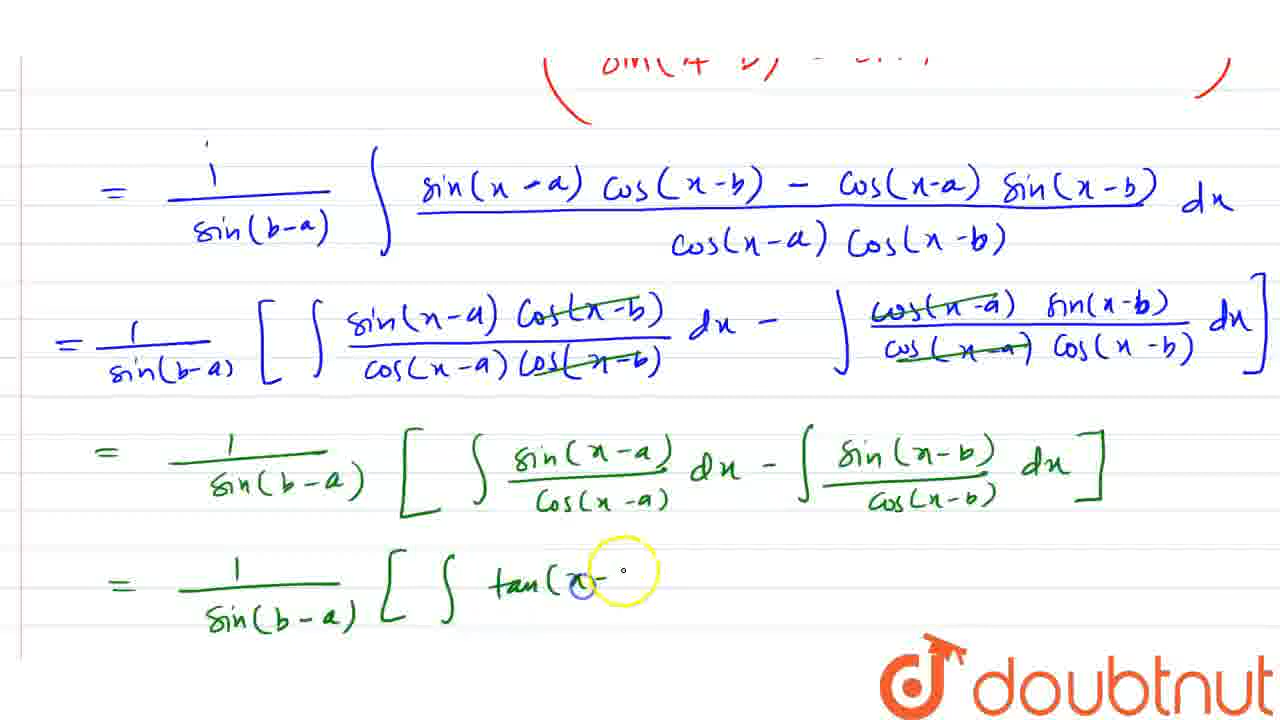 = 1/sin(b-a) ∫ sin(x-a) cos(x-b) - cos(x-a) sin(x-b) / cos(x-a) cos(x-b) dx
= 1/sin(b-a) [ ∫ sin(x-a) cos(x-b) / cos(x-a) cos(x-b) dx - ∫ cos(x-a) sin(x-b) / cos(x-a) cos(x-b) dx ]
= 1/sin(b-a) [ ∫ sin(x-a) / cos(x-a) dx - ∫ sin(x-b) / cos(x-b) dx ]
= 1/sin(b-a) [ ∫ tan(x-
doubtnut